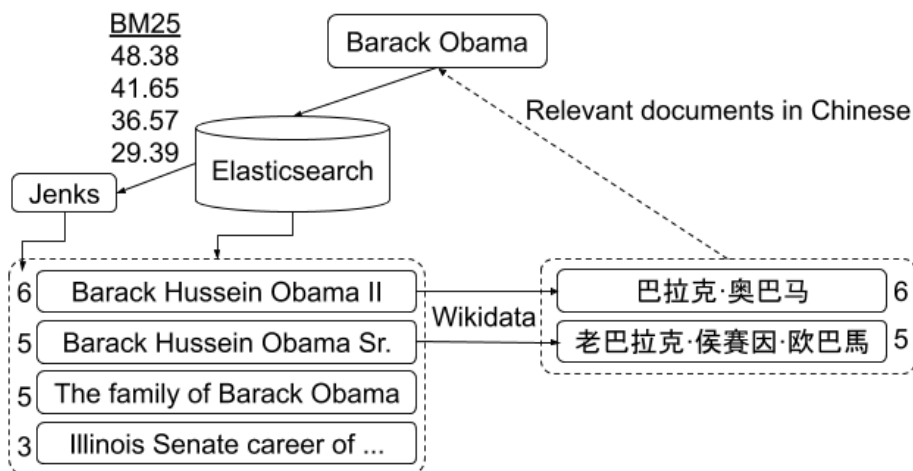 BM25
48.38
41.65
36.57
29.39
Barack Obama
Relevant documents in Chinese
Elasticsearch
Jenks
6 Barack Hussein Obama II
5 Barack Hussein Obama Sr.
5 The family of Barack Obama
3 Illinois Senate career of ...
Wikidata
巴拉克·奥巴马 6
老巴拉克·侯賽因·欧巴馬 5